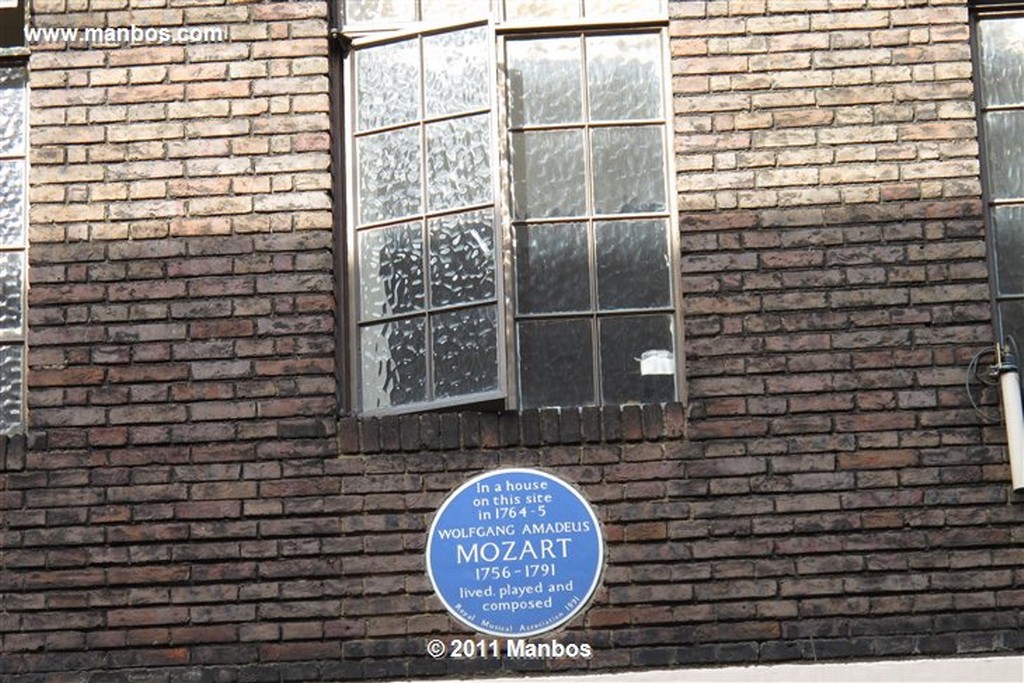 www.manbos.com
In a house
on this site
in 1764-5
WOLFGANG AMADEUS
MOZART
1756-1791
lived, played and
composed
Royal Musical Association 1991
© 2011 Manbos